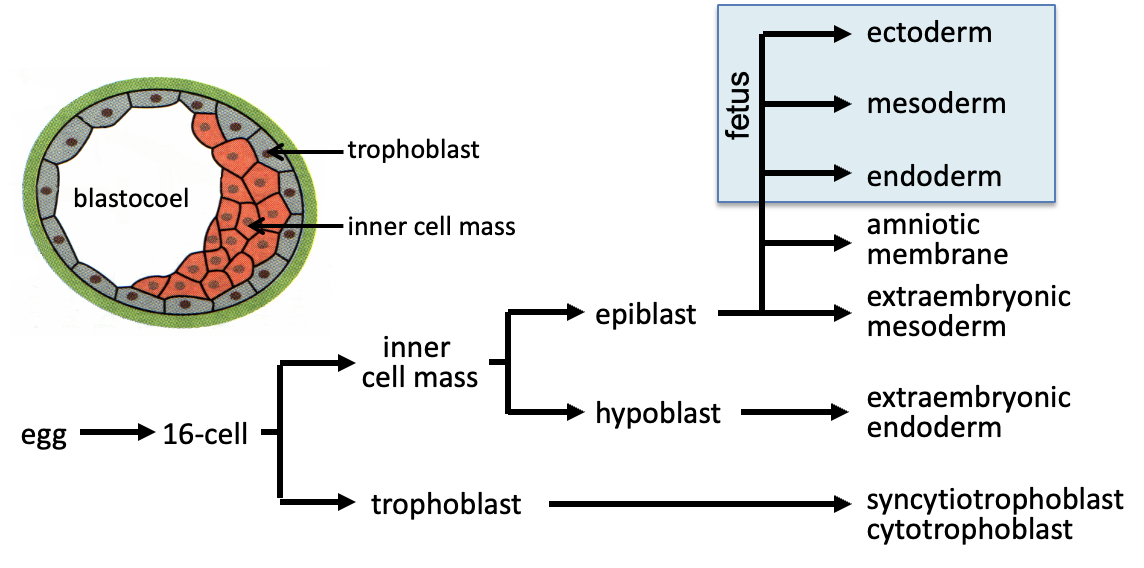 ectoderm
fetus
mesoderm
trophoblast
endoderm
blastocoel
inner cell mass
amniotic
membrane
extraembryonic
mesoderm
epiblast
inner
cell mass
hypoblast
extraembryonic
endoderm
egg
16-cell
trophoblast
syncytiotrophoblast
cytotrophoblast